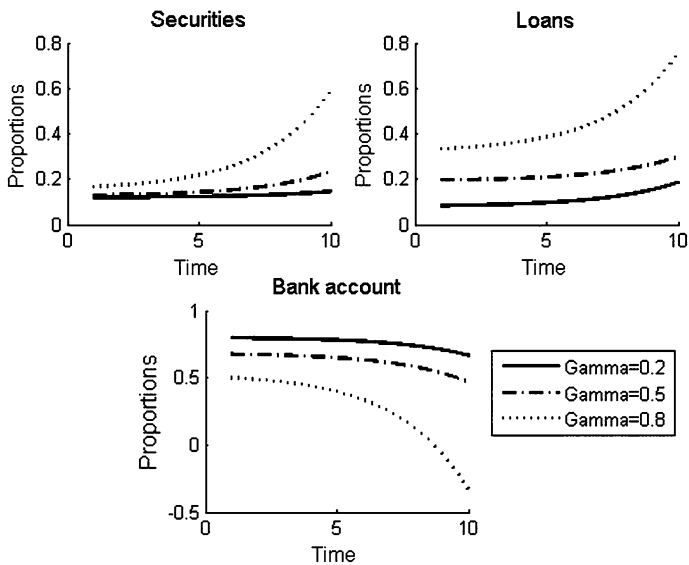 Securities
0.8
0.6
0.4
0.2
0
Proportions
0
5
10
Time
Loans
0.8
0.6
0.4
0.2
0
Proportions
0
5
10
Time
Bank account
1
0.5
0
-0.5
Proportions
0
5
10
Time
Gamma=0.2
Gamma=0.5
Gamma=0.8